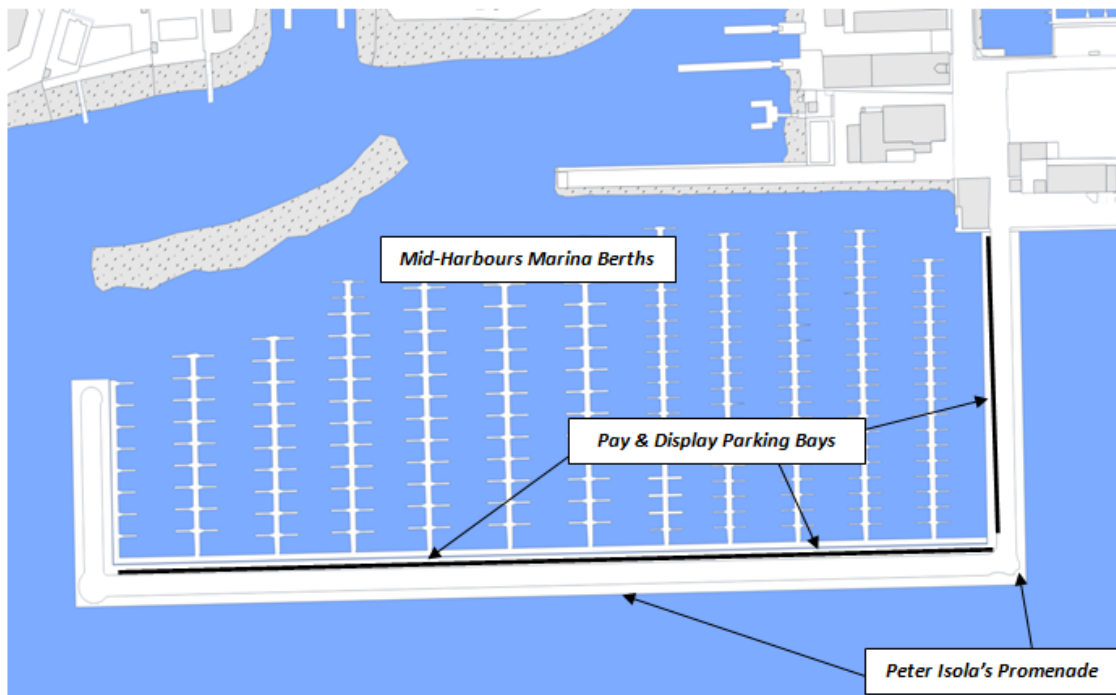 Mid-Harbours Marina Berths
Pay & Display Parking Bays
Peter Isola's Promenade